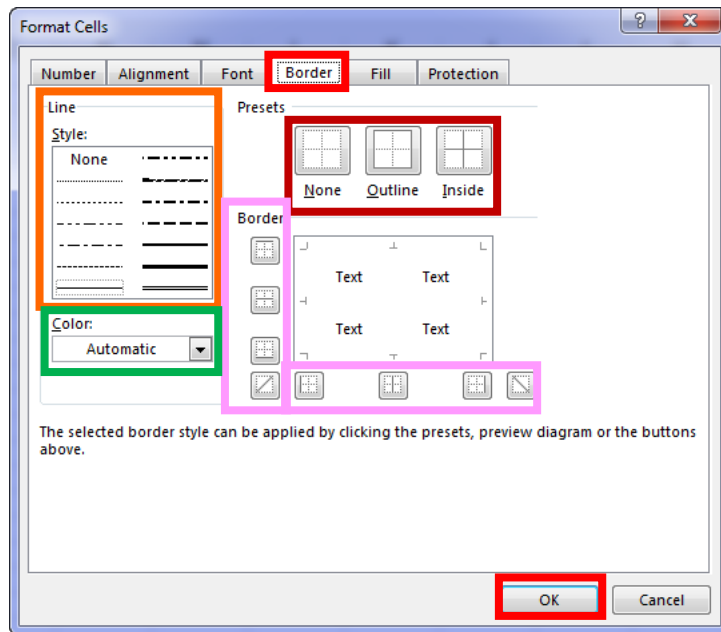 Format Cells
?
Number Alignment Font Border Fill Protection
Line
Style:
None
Color:
Automatic
Presets
None Outline Inside
Border
Text Text
Text Text
The selected border style can be applied by clicking the presets, preview diagram or the buttons
above.
OK Cancel